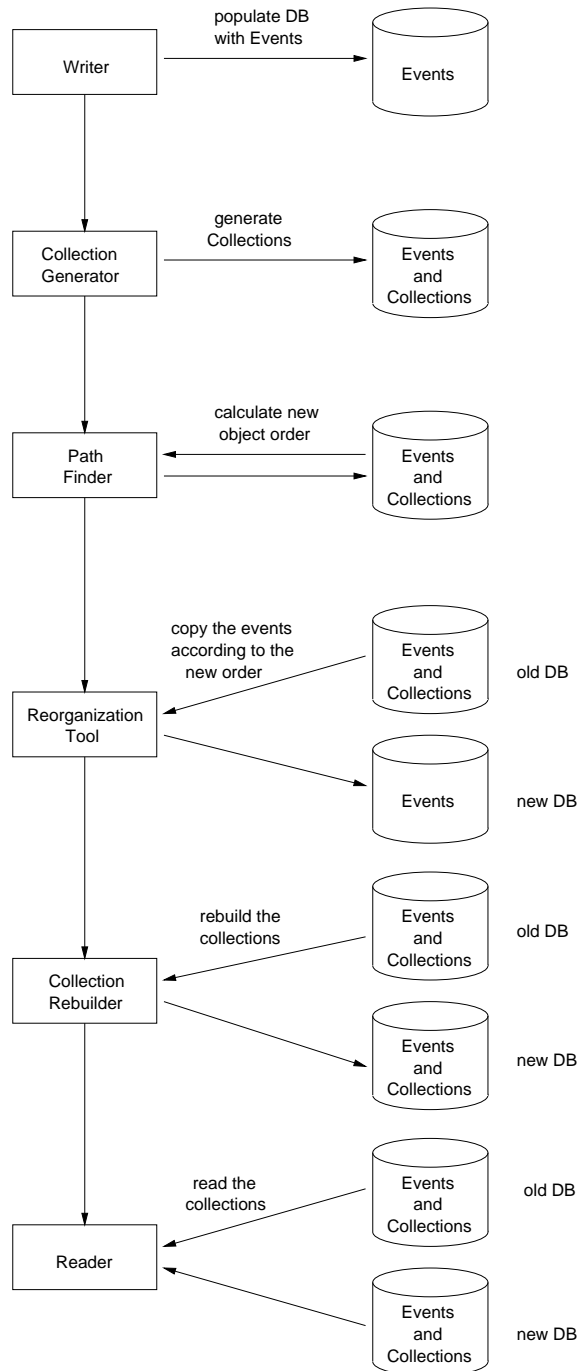 populate DB
with Events
Writer
Events
generate
Collections
Collection
Generator
Events
and
Collections
calculate new
object order
Path
Finder
Events
and
Collections
copy the events
according to the
new order
Events
and
Collections
old DB
Reorganization
Tool
Events
new DB
rebuild the
collections
Events
and
Collections
old DB
Collection
Rebuilder
Events
and
Collections
new DB
read the
collections
Events
and
Collections
old DB
Reader
Events
and
Collections
new DB